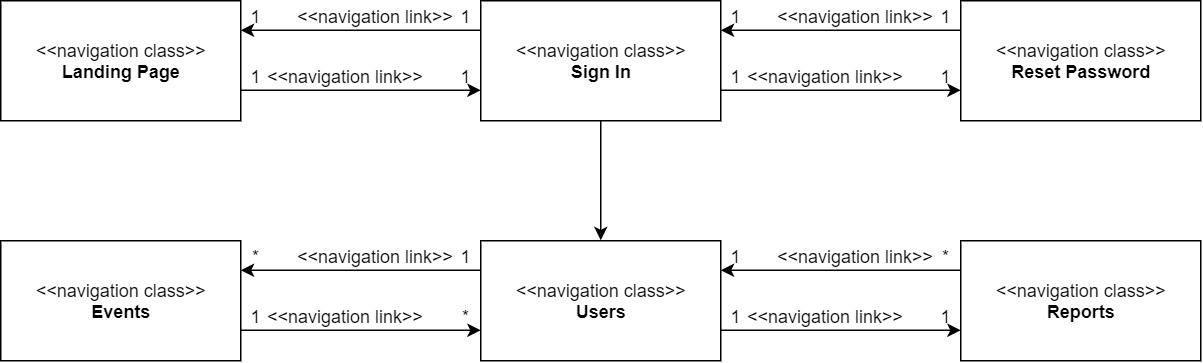 1 <<navigation link>> 1
1 <<navigation link>> 1
<<navigation class>>
Landing Page
<<navigation class>>
Sign In
<<navigation class>>
Reset Password
1 <<navigation link>> 1
1 <<navigation link>> 1
* <<navigation link>> 1
1 <<navigation link>> *
<<navigation class>>
Events
<<navigation class>>
Users
<<navigation class>>
Reports
1 <<navigation link>> *
1 <<navigation link>> 1